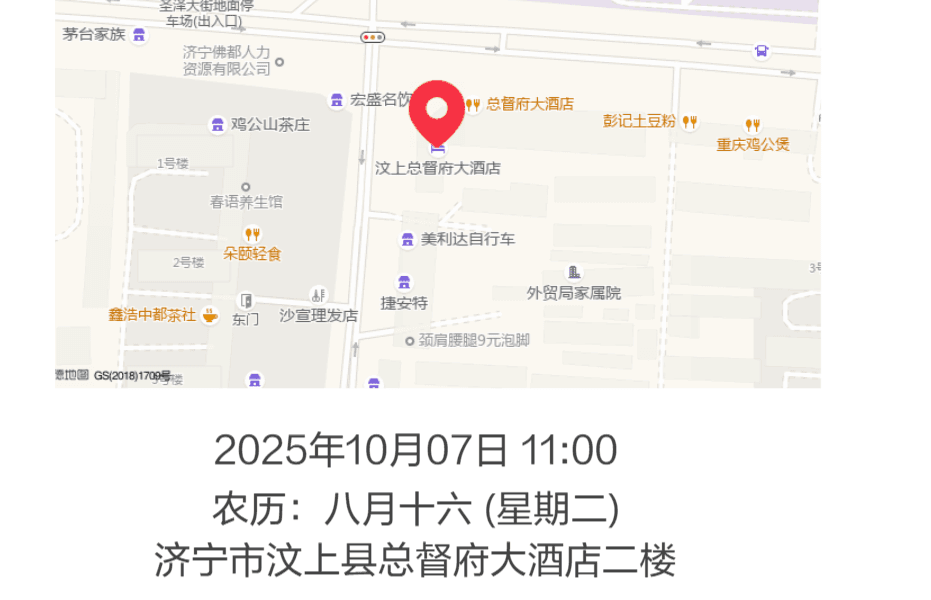 圣泽大街地面停
车场(出入口)
茅台家族
济宁佛都人力
资源有限公司
宏盛名饮
总督府大酒店
鸡公山茶庄
彭记土豆粉
重庆鸡公煲
1号楼
汶上总督府大酒店
春语养生馆
美利达自行车
朵颐轻食
2号楼
外贸局家属院
捷安特
鑫浩中都茶社
东门
沙宣理发店
颈肩腰腿9元泡脚
GS(2018)1709号
2025年10月07日 11:00
农历：八月十六 (星期二)
济宁市汶上县总督府大酒店二楼